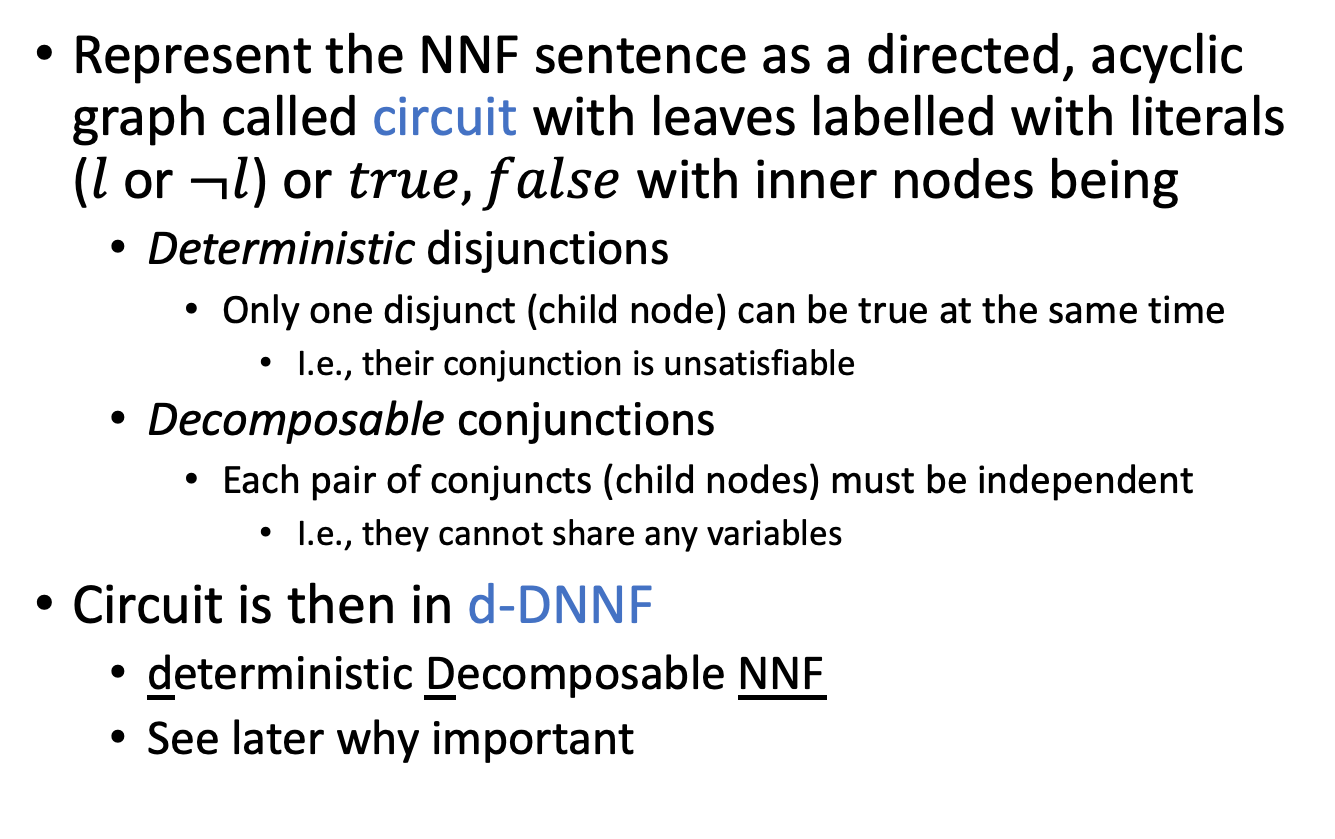 • Represent the NNF sentence as a directed, acyclic
graph called circuit with leaves labelled with literals
(l or ¬l) or true, false with inner nodes being
• Deterministic disjunctions
• Only one disjunct (child node) can be true at the same time
• I.e., their conjunction is unsatisfiable
• Decomposable conjunctions
• Each pair of conjuncts (child nodes) must be independent
• I.e., they cannot share any variables
• Circuit is then in d-DNNF
• deterministic Decomposable NNF
• See later why important